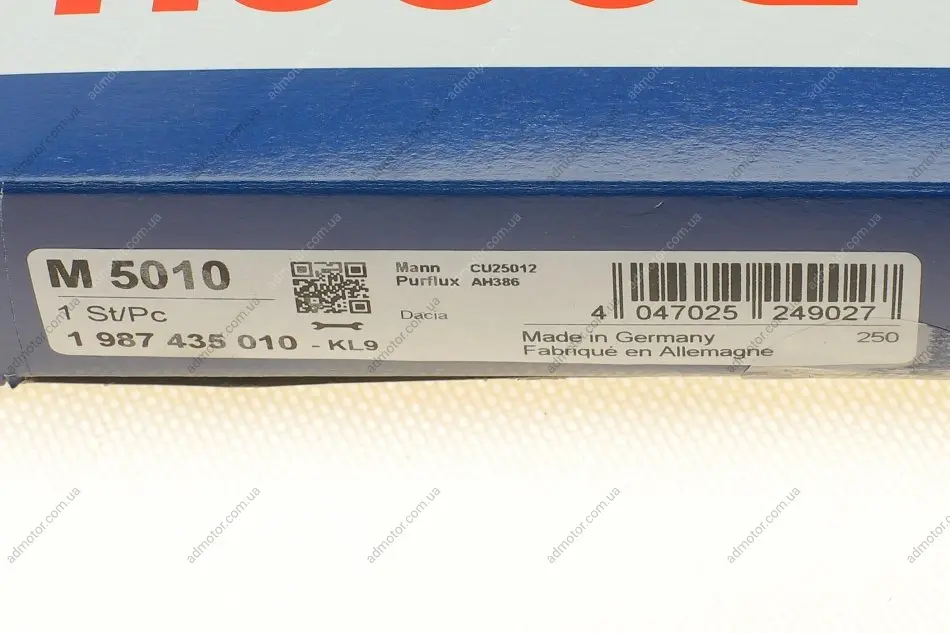 M 5010
1 St/Pc
1 987 435 010 - KL9
Mann CU25012
Purflux AH386
Dacia
4 047025 249027
Made in Germany 250
Fabriqué en Allemagne
admotor.com.ua